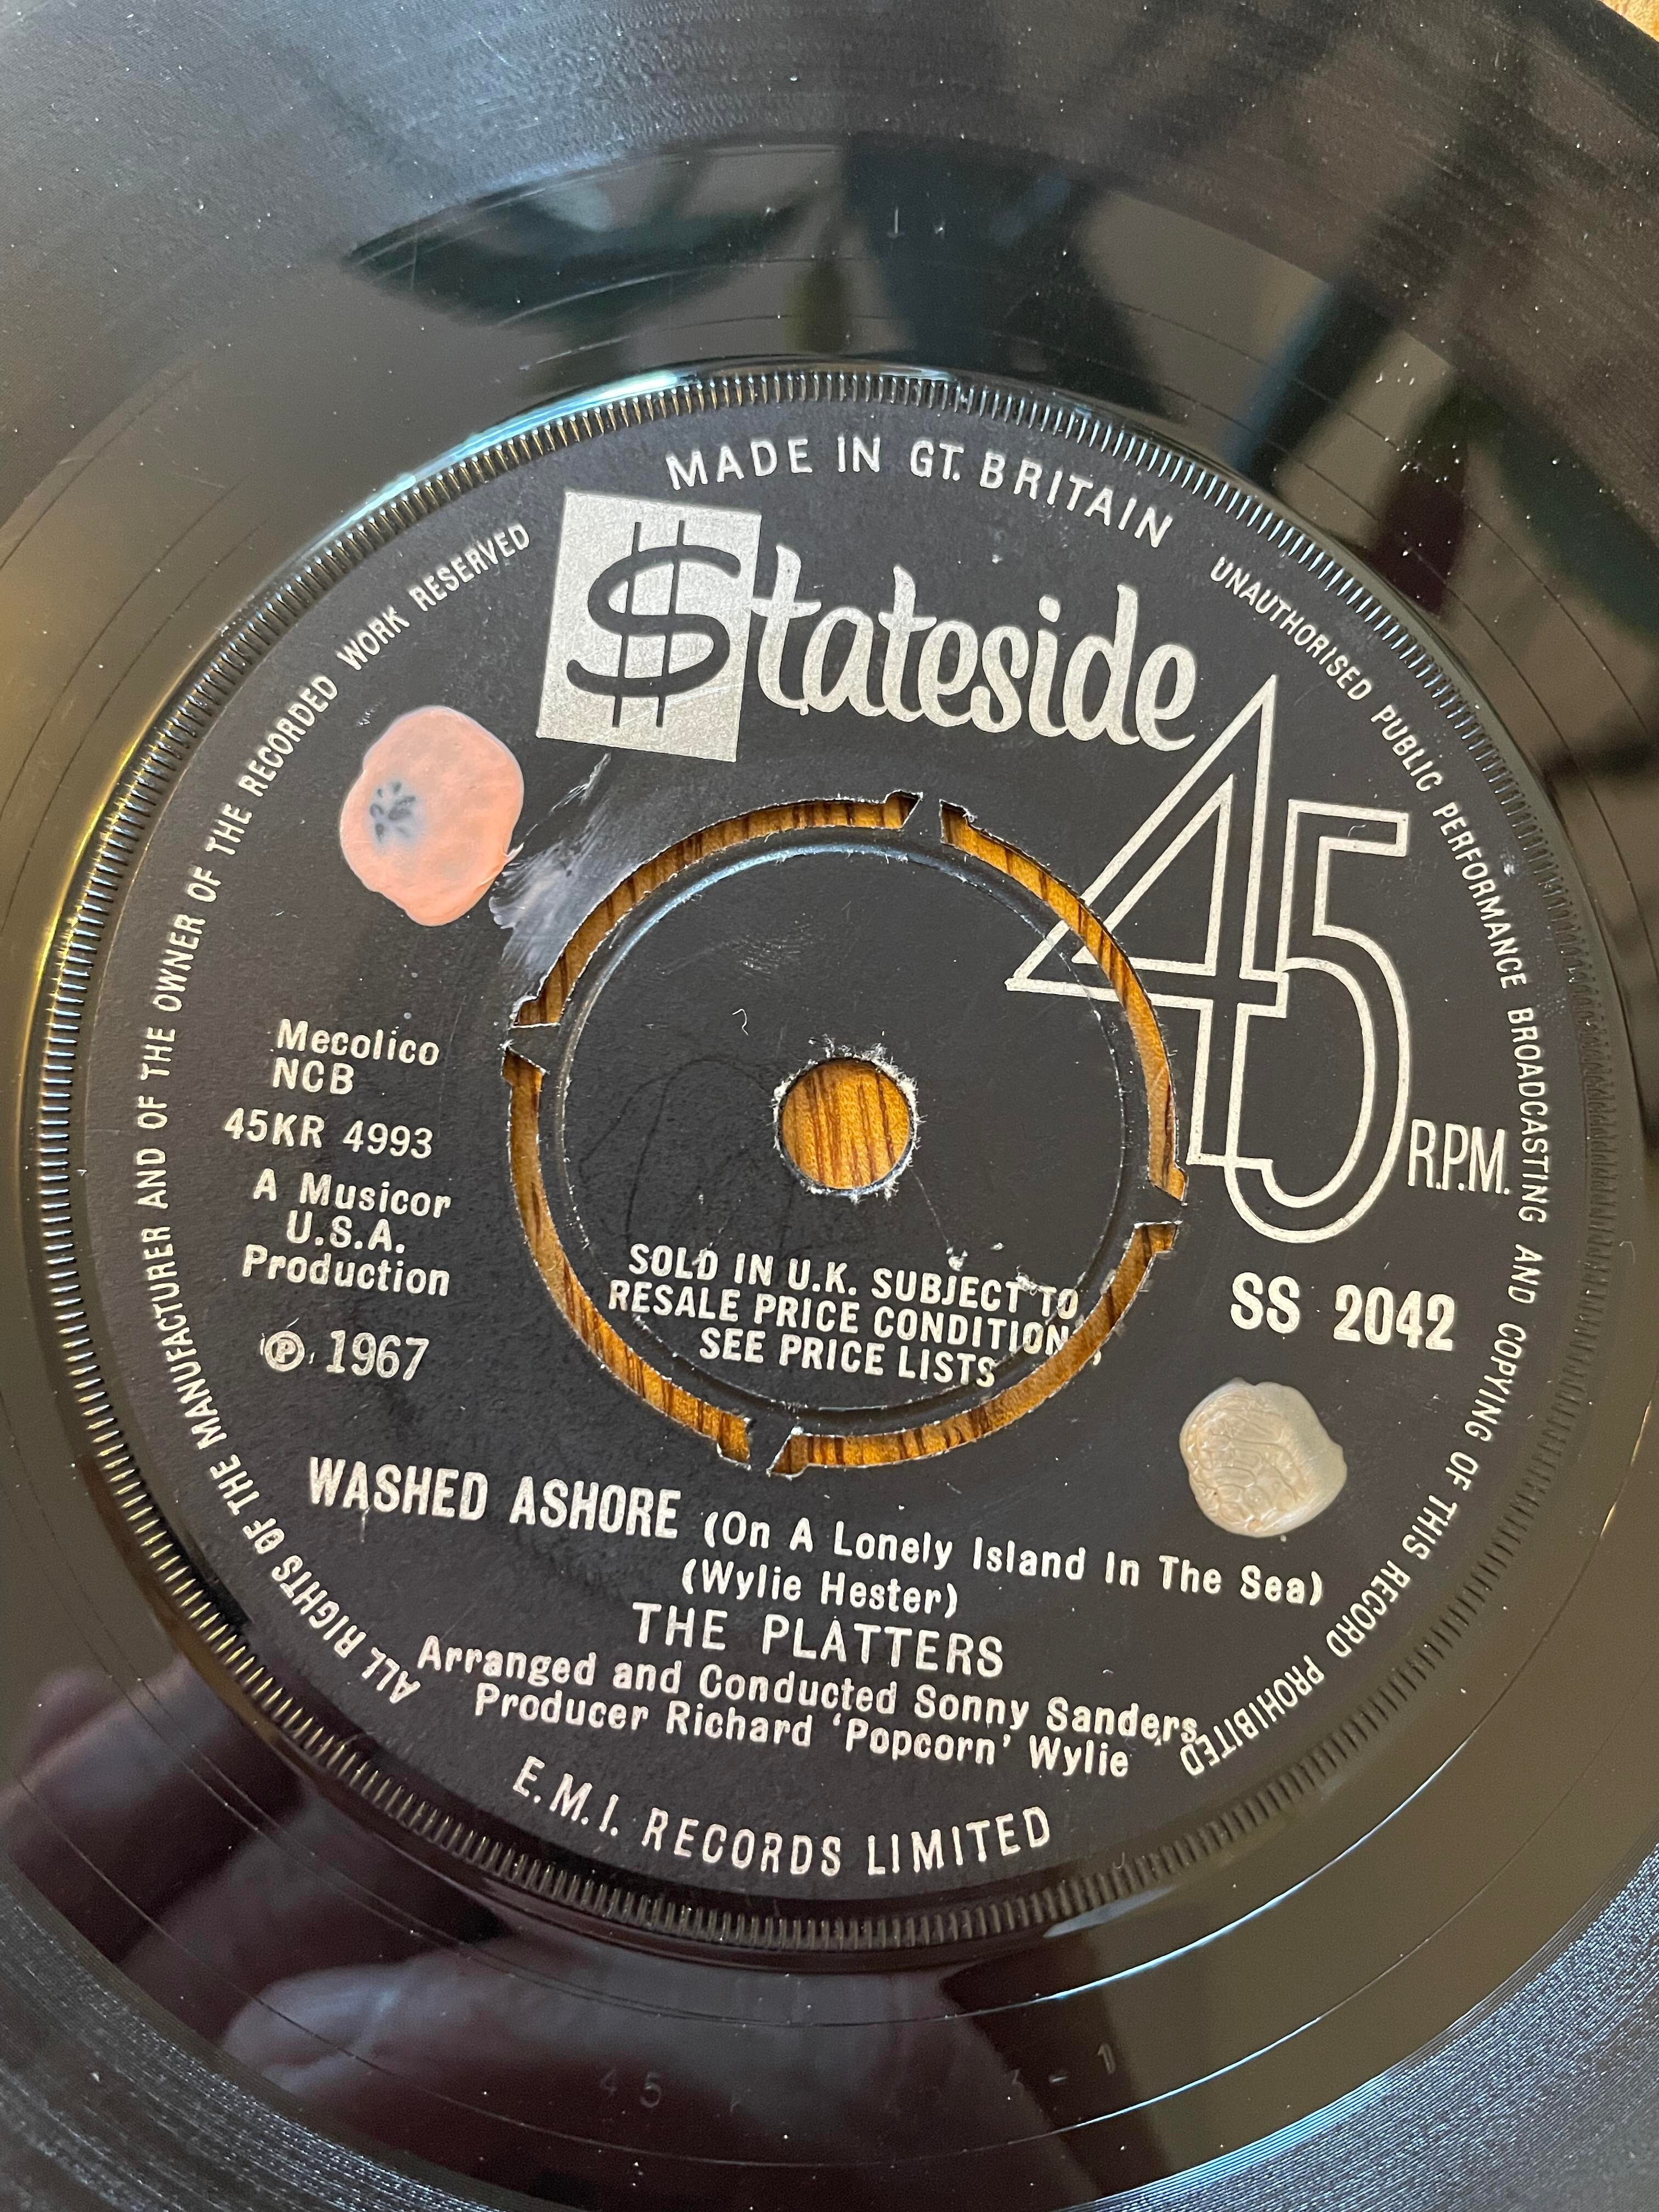 MADE IN GT. BRITAIN
$tateside
45
R.P.M.
UNAUTHORISED PUBLIC PERFORMANCE BROADCASTING AND COPYING OF THIS RECORD PROHIBITED
ALL RIGHTS OF THE MANUFACTURER AND OF THE OWNER OF THE RECORDED WORK RESERVED
Mecolico
NCB
45KR 4993
A Musicor
U.S.A.
Production
℗ 1967
SOLD IN U.K. SUBJECT TO
RESALE PRICE CONDITION
SEE PRICE LISTS
SS 2042
WASHED ASHORE (On A Lonely Island In The Sea)
(Wylie Hester)
THE PLATTERS
Arranged and Conducted Sonny Sanders
Producer Richard 'Popcorn' Wylie
E.M.I. RECORDS LIMITED